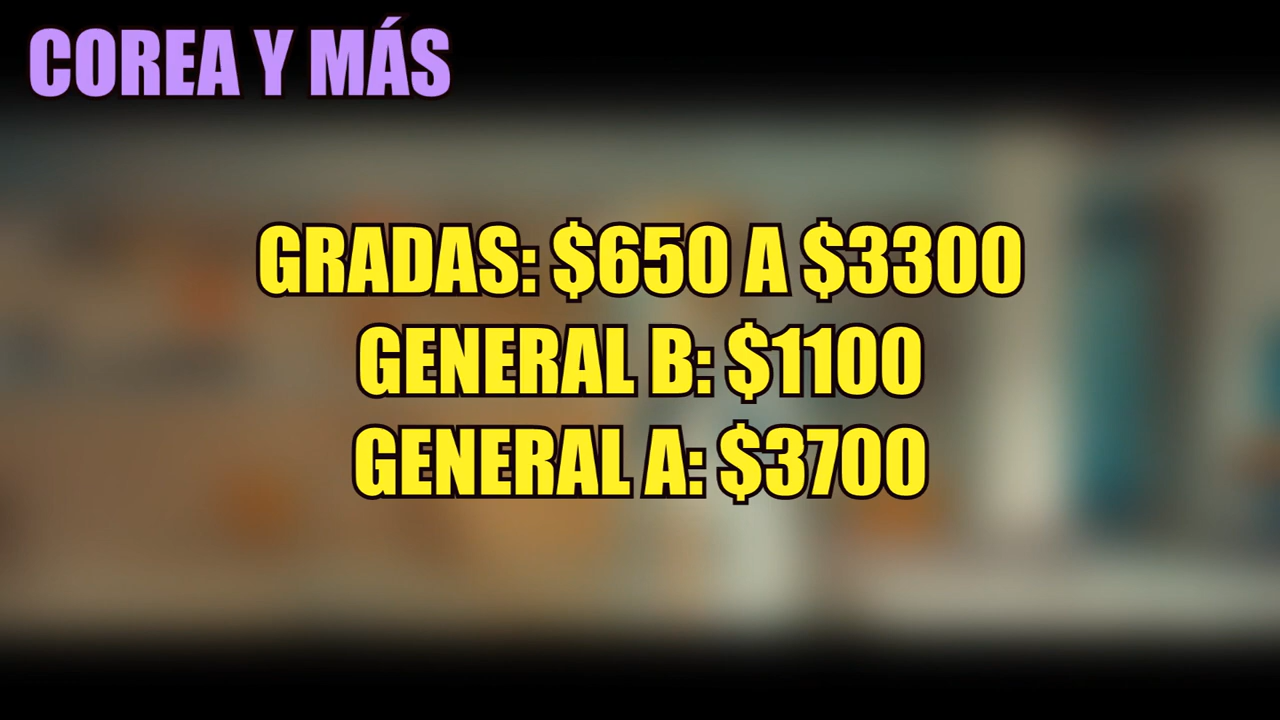 COREA Y MÁS
GRADAS: $650 A $3300
GENERAL B: $1100
GENERAL A: $3700